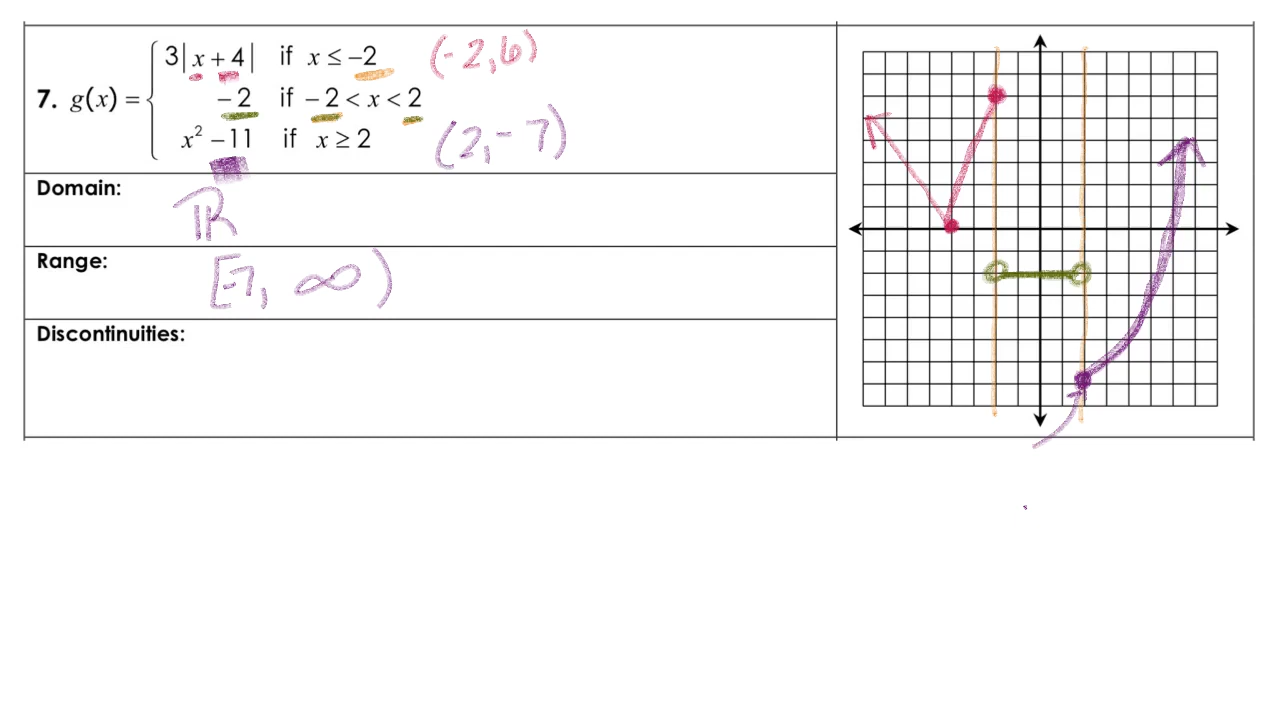 3|x + 4| if x ≤ −2 (-2,6)
7. g(x) = −2 if −2 < x < 2
x² −11 if x ≥ 2 (2,-7)
Domain: ℝ
Range: [-7, ∞)
Discontinuities: